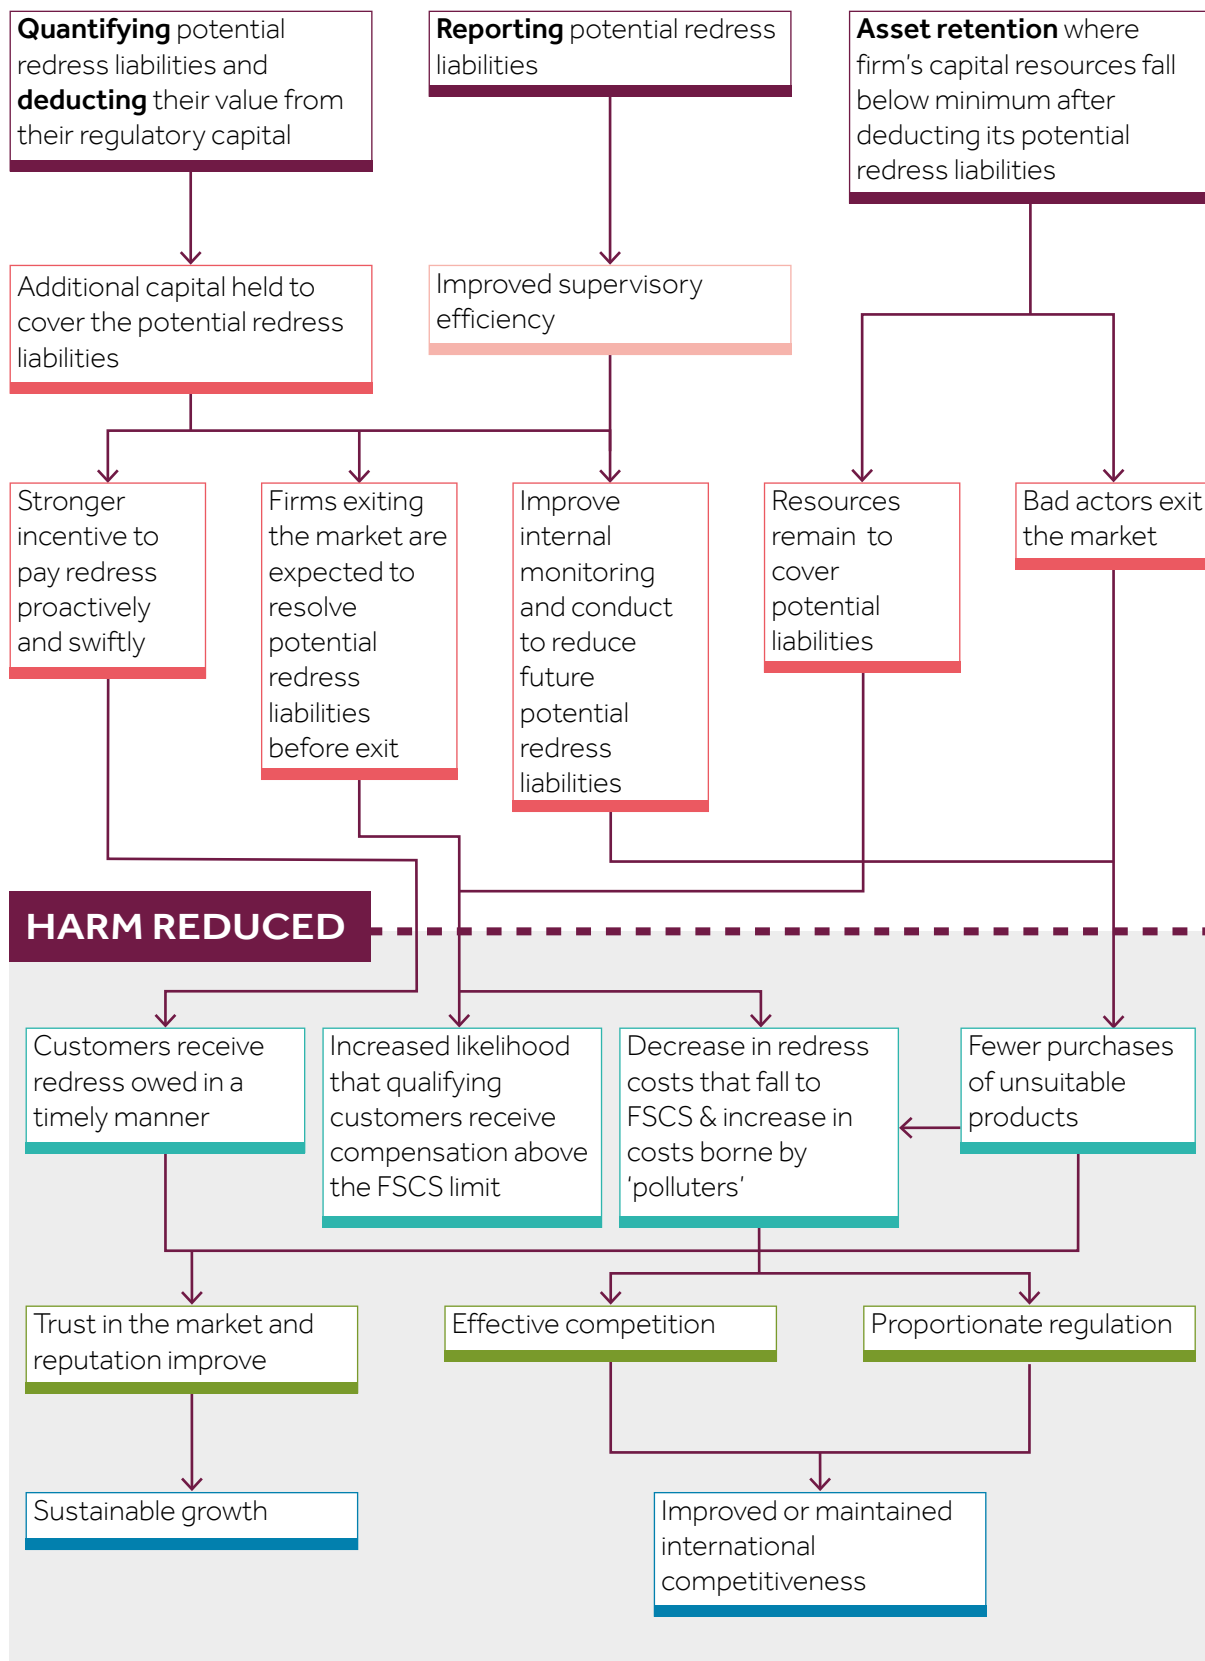 Quantifying potential
redress liabilities and
deducting their value from
their regulatory capital
Reporting potential redress
liabilities
Asset retention where
firm's capital resources fall
below minimum after
deducting its potential
redress liabilities
Additional capital held to
cover the potential redress
liabilities
Improved supervisory
efficiency
Stronger
incentive to
pay redress
proactively
and swiftly
Firms exiting
the market are
expected to
resolve
potential
redress
liabilities
before exit
Improve
internal
monitoring
and conduct
to reduce
future
potential
redress
liabilities
Resources
remain to
cover
potential
liabilities
Bad actors exit
the market
HARM REDUCED
Customers receive
redress owed in a
timely manner
Increased likelihood
that qualifying
customers receive
compensation above
the FSCS limit
Decrease in redress
costs that fall to
FSCS & increase in
costs borne by
'polluters'
Fewer purchases
of unsuitable
products
Trust in the market and
reputation improve
Effective competition
Proportionate regulation
Sustainable growth
Improved or maintained
international
competitiveness